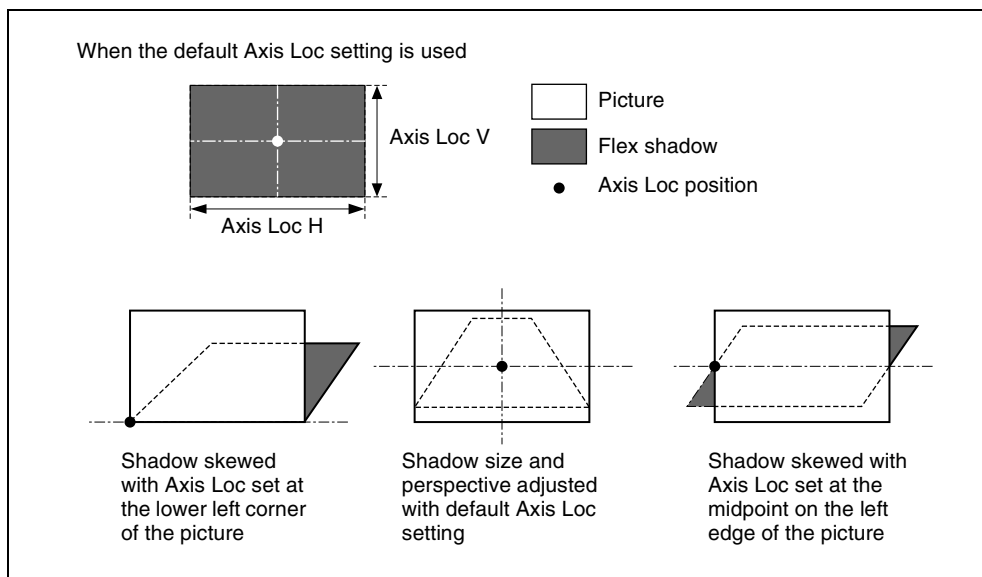 When the default Axis Loc setting is used
Axis Loc V
Axis Loc H
Picture
Flex shadow
Axis Loc position
Shadow skewed
with Axis Loc set at
the lower left corner
of the picture
Shadow size and
perspective adjusted
with default Axis Loc
setting
Shadow skewed with
Axis Loc set at the
midpoint on the left
edge of the picture